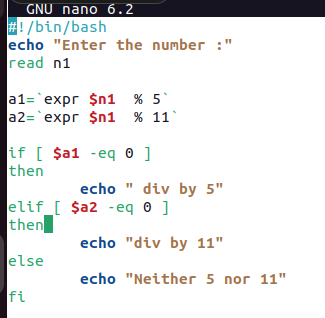 GNU nano 6.2
#!/bin/bash
echo "Enter the number :"
read n1

a1=`expr $n1  % 5`
a2=`expr $n1  % 11`

if [ $a1 -eq 0 ]
then
        echo " div by 5"
elif [ $a2 -eq 0 ]
then
        echo "div by 11"
else
        echo "Neither 5 nor 11"
fi